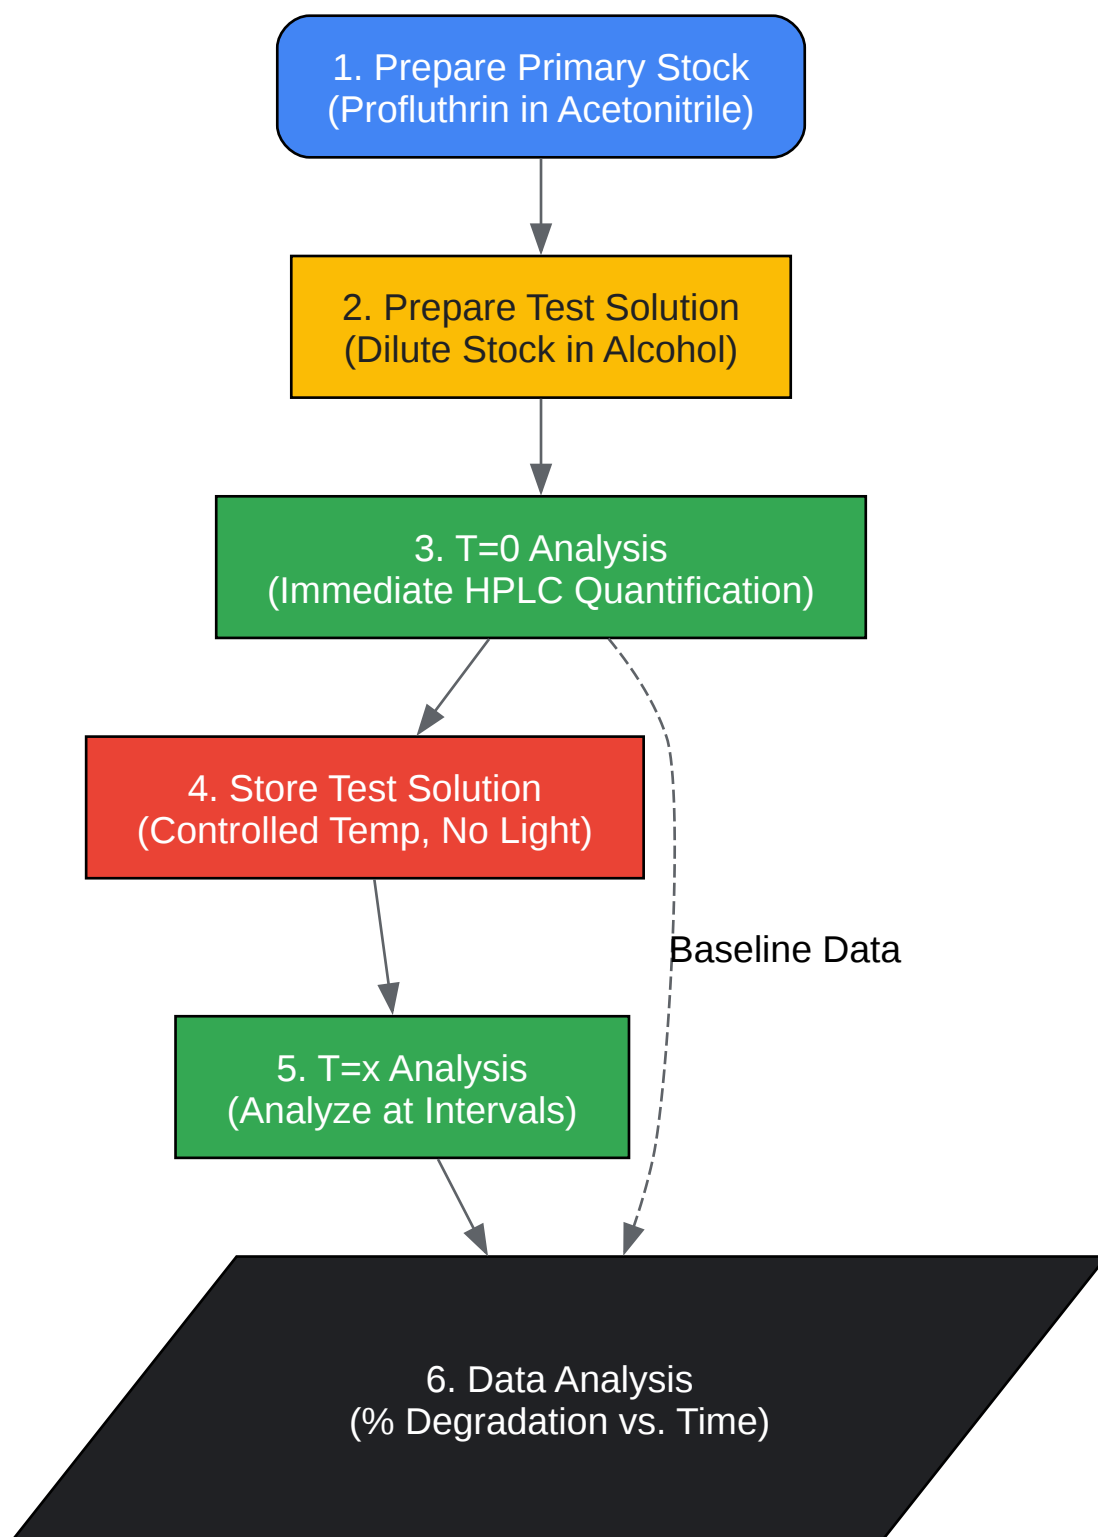 1. Prepare Primary Stock
(Profluthrin in Acetonitrile)
2. Prepare Test Solution
(Dilute Stock in Alcohol)
3. T=0 Analysis
(Immediate HPLC Quantification)
4. Store Test Solution
(Controlled Temp, No Light)
Baseline Data
5. T=x Analysis
(Analyze at Intervals)
6. Data Analysis
(% Degradation vs. Time)